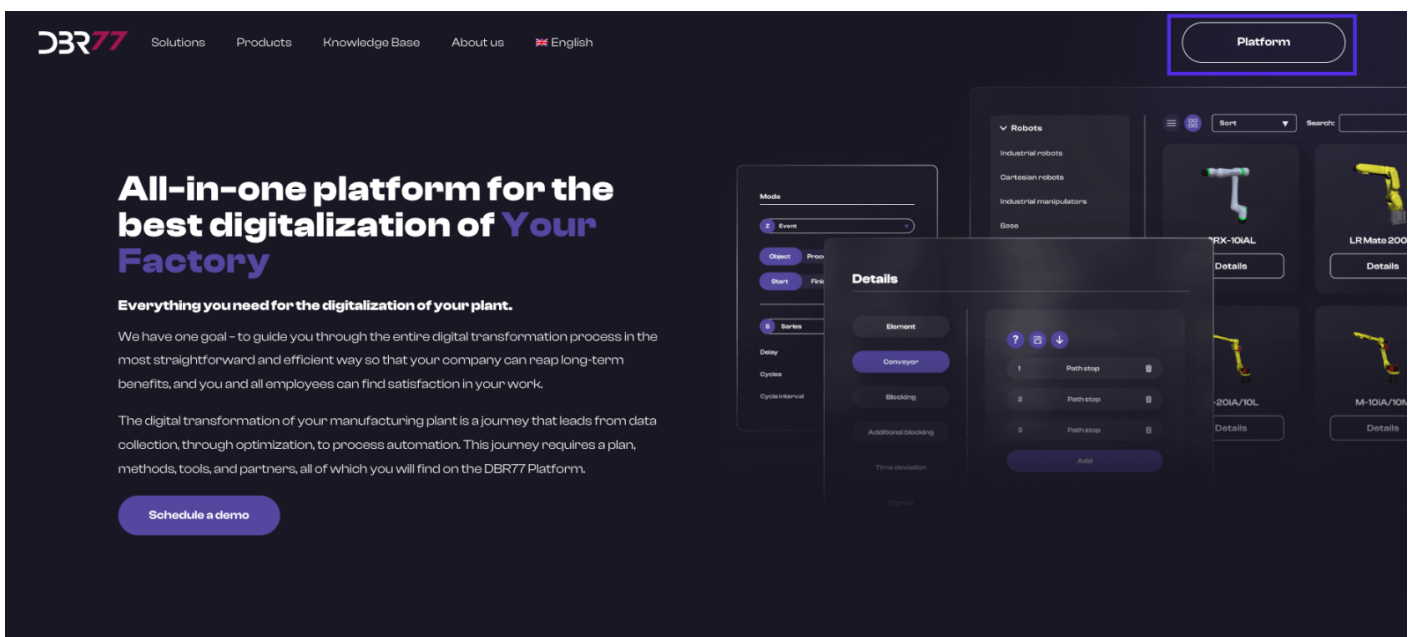 DBR77
Solutions
Products
Knowledge Base
About us
English
Platform
All-in-one platform for the
best digitalization of Your
Factory
Everything you need for the digitalization of your plant.
We have one goal – to guide you through the entire digital transformation process in the
most straightforward and efficient way so that your company can reap long-term
benefits, and you and all employees can find satisfaction in your work.
The digital transformation of your manufacturing plant is a journey that leads from data
collection, through optimization, to process automation. This journey requires a plan,
methods, tools, and partners, all of which you will find on the DBR77 Platform.
Schedule a demo
Mode
Z Event
Object
Start
S Series
Delay
Cycles
Cycle interval
Details
Element
Conveyor
Blocking
Additional blocking
Time deviation
?
1 Path stop
2 Path stop
3 Path stop
Add
Robots
Industrial robots
Cartesian robots
Industrial manipulators
Base
Sort
Search:
RX-10iAL
Details
LR Mate 200
Details
-20iA/10L
Details
M-10iA/10M
Details